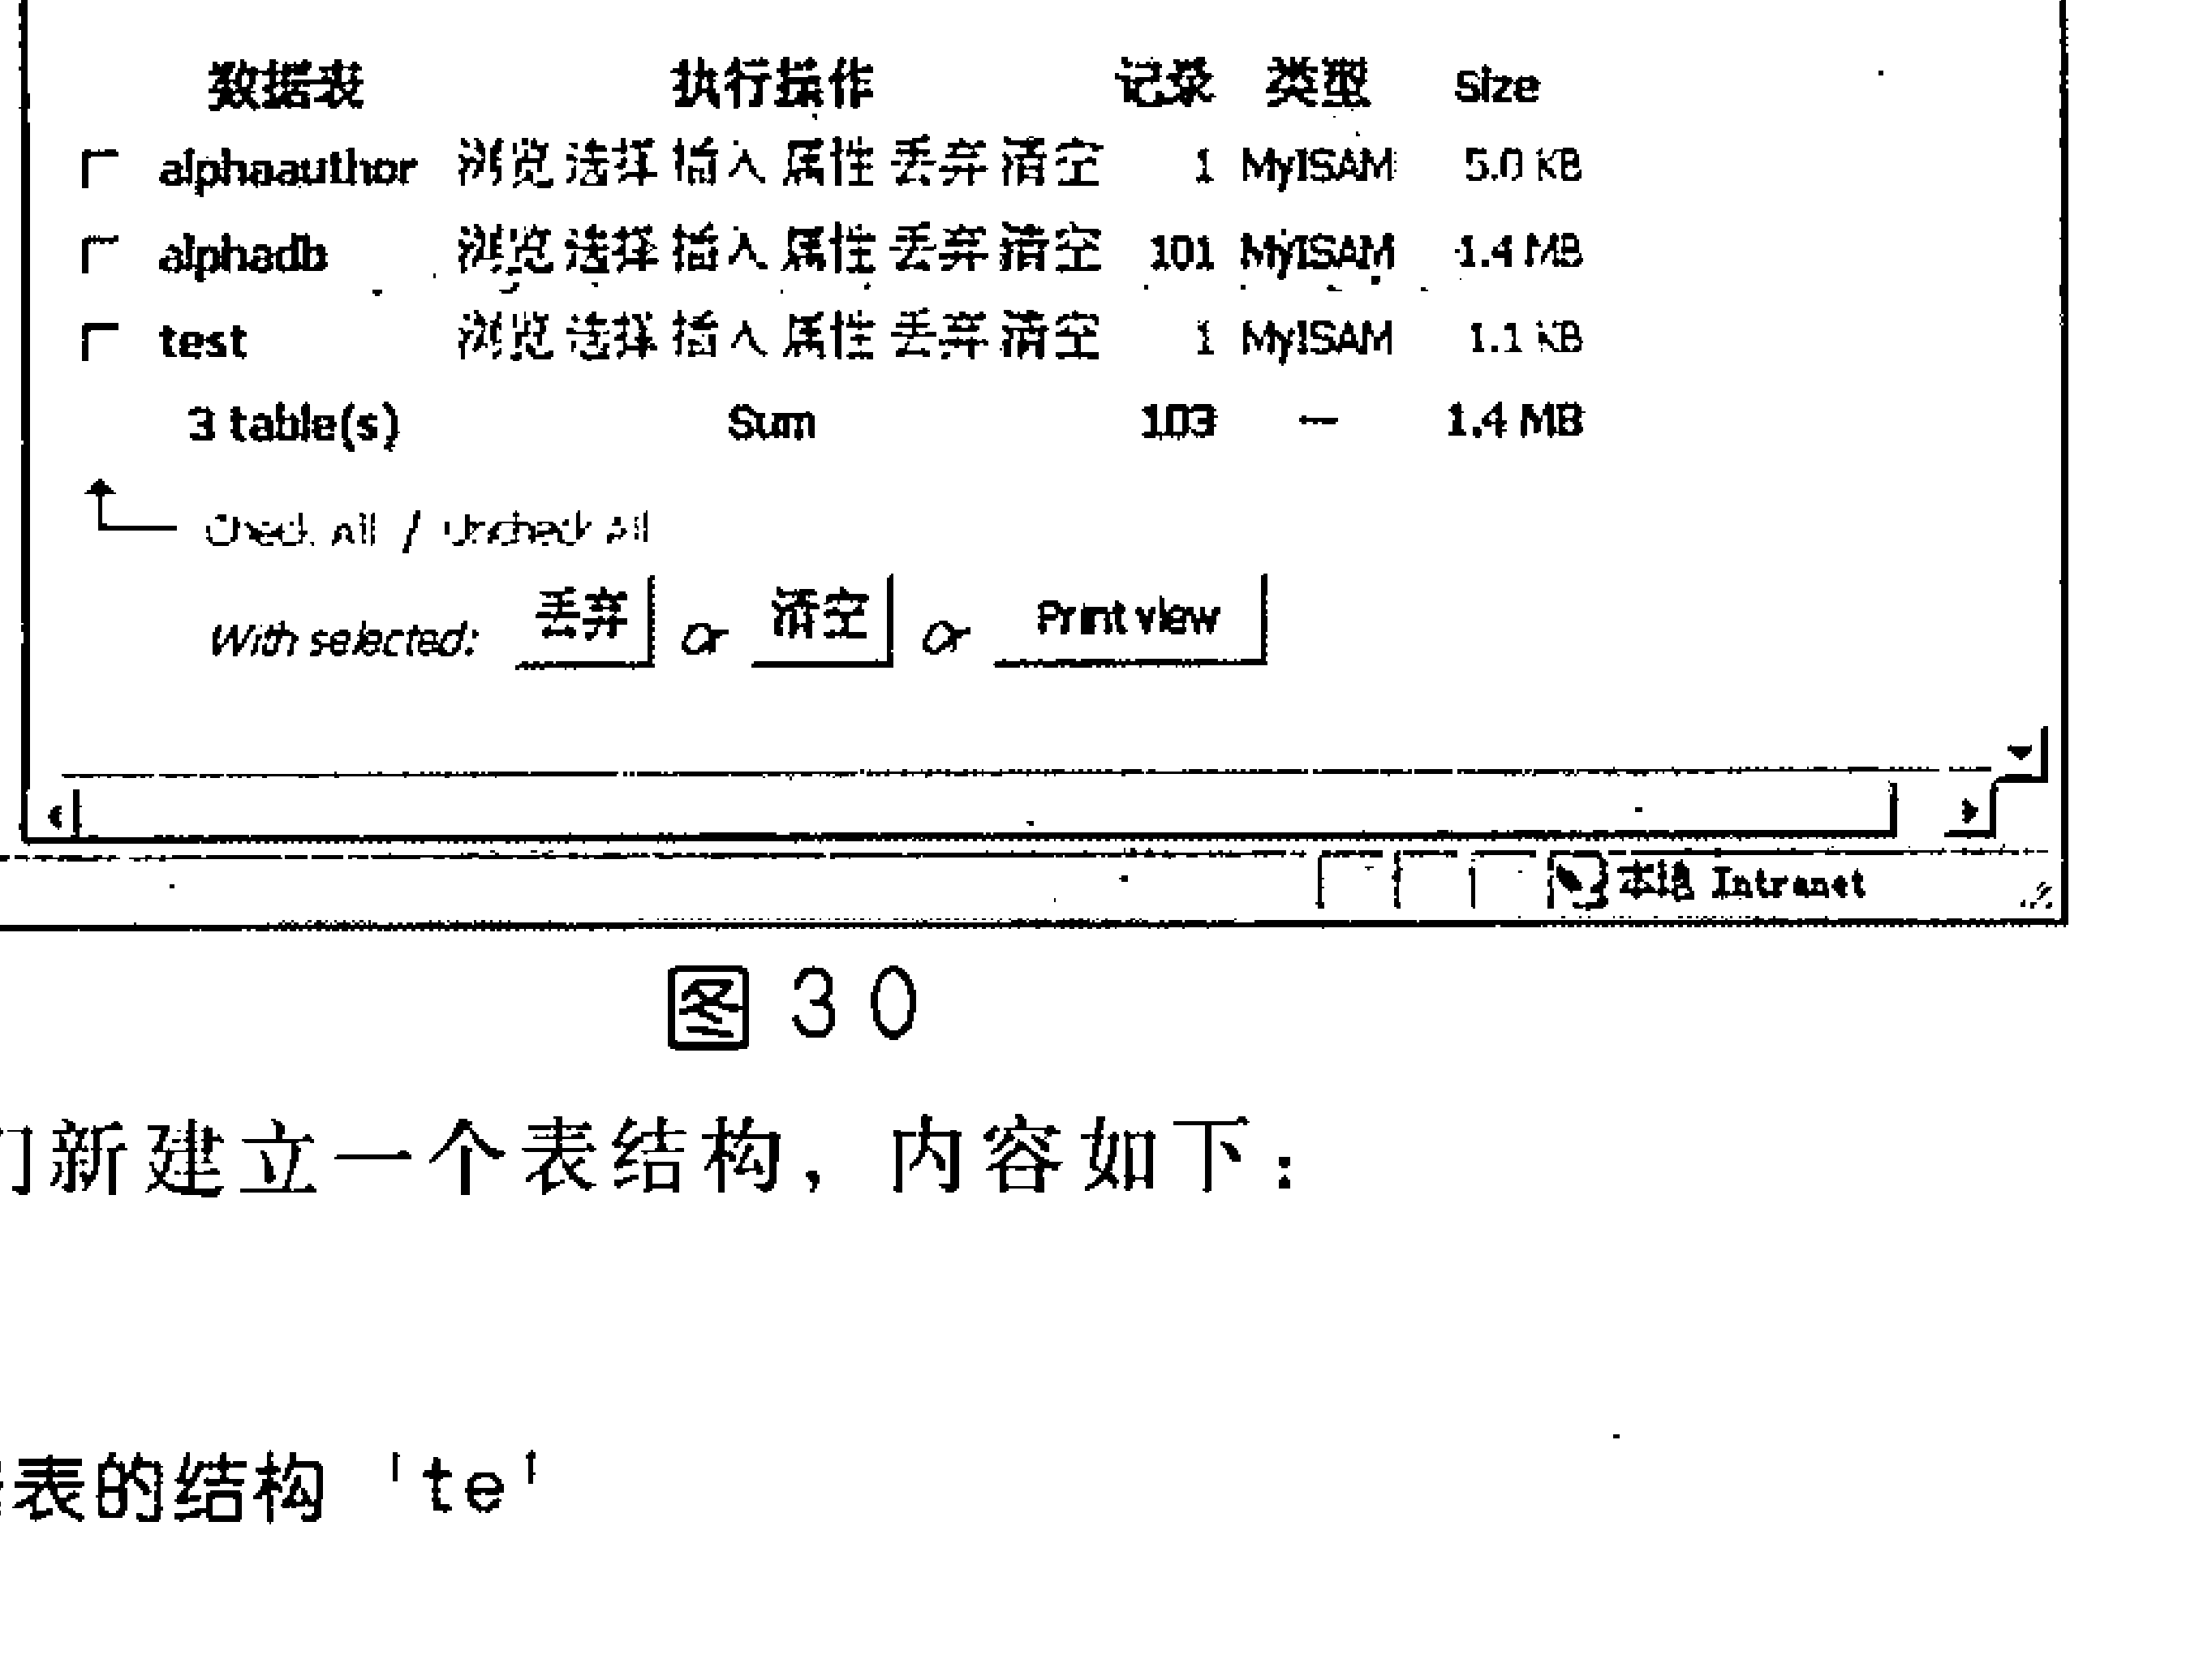 数据表 执行操作 记录 类型 Size
alphaauthor 浏览 选择 插入 属性 丢弃 清空 1 MyISAM 5.0 KB
alphadb 浏览 选择 插入 属性 丢弃 清空 101 MyISAM 1.4 MB
test 浏览 选择 插入 属性 丢弃 清空 1 MyISAM 1.1 KB
3 table(s) Sum 103 -- 1.4 MB
Check All / Uncheck All
With selected: 丢弃 or 清空 or Print view
本地 Intranet
图 30
们新建立一个表结构，内容如下：
表的结构 'te'